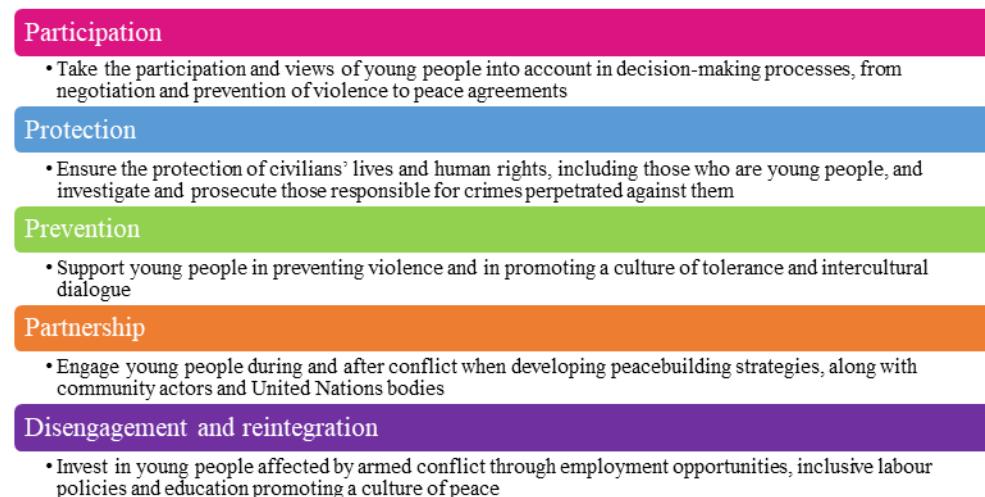 Participation
• Take the participation and views of young people into account in decision-making processes, from
negotiation and prevention of violence to peace agreements
Protection
• Ensure the protection of civilians’ lives and human rights, including those who are young people, and
investigate and prosecute those responsible for crimes perpetrated against them
Prevention
• Support young people in preventing violence and in promoting a culture of tolerance and intercultural
dialogue
Partnership
• Engage young people during and after conflict when developing peacebuilding strategies, along with
community actors and United Nations bodies
Disengagement and reintegration
• Invest in young people affected by armed conflict through employment opportunities, inclusive labour
policies and education promoting a culture of peace